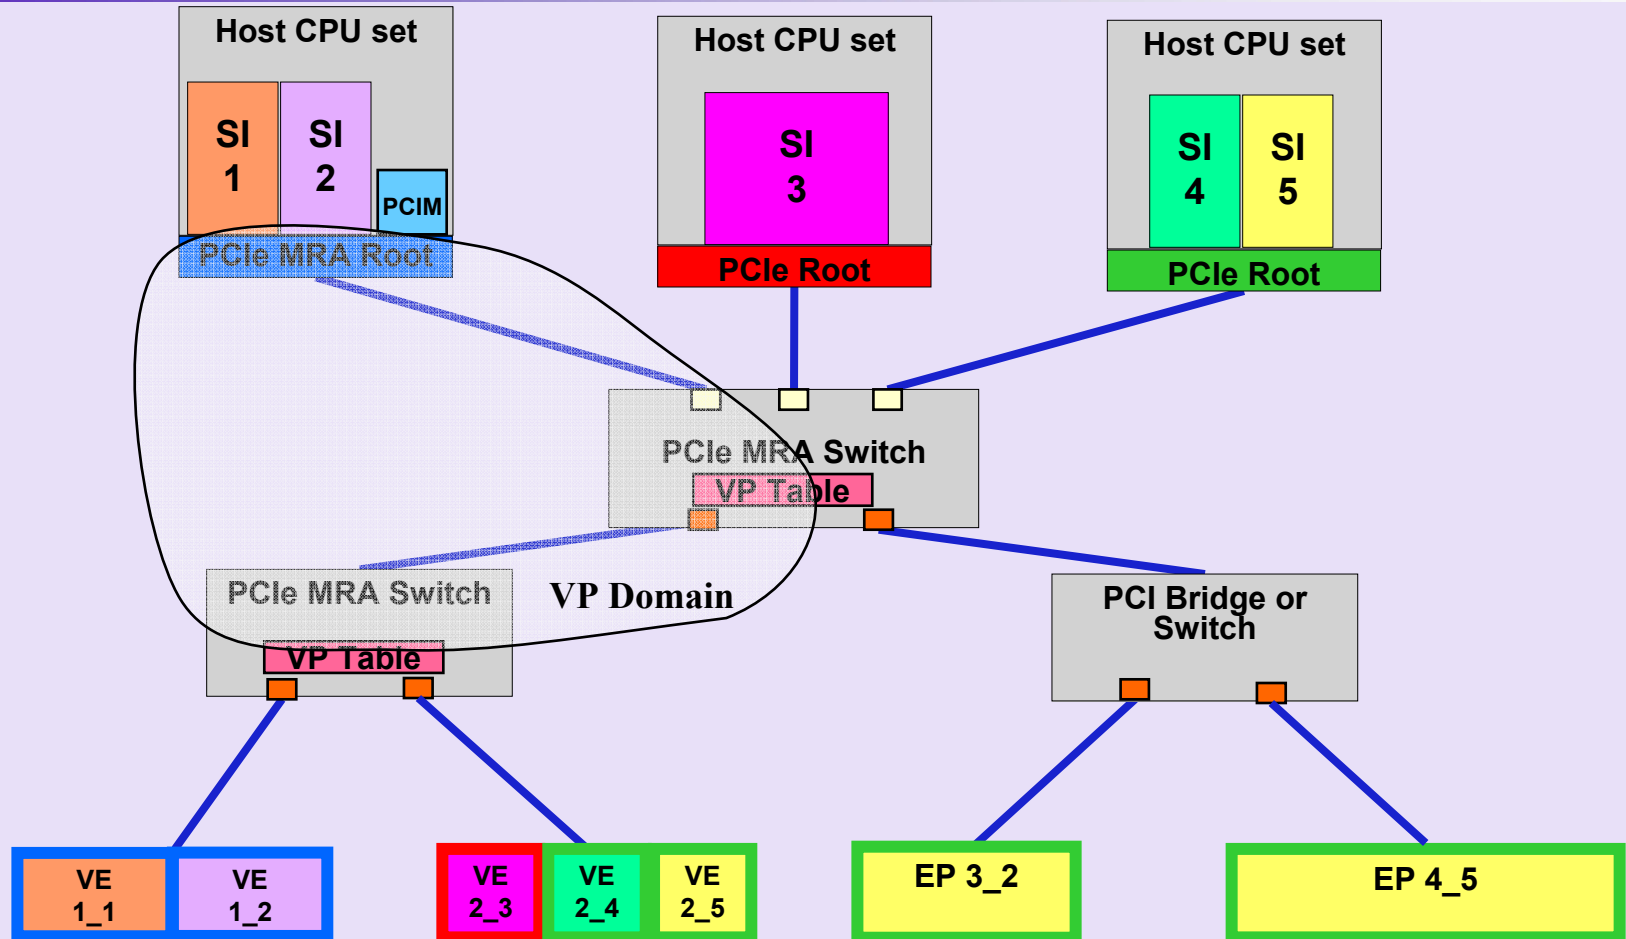 Host CPU set
Host CPU set
Host CPU set
SI
1
SI
2
PCIM
SI
3
SI
4
SI
5
PCIe MRA Root
PCIe Root
PCIe Root
PCIe MRA Switch
VP Table
PCIe MRA Switch
VP Domain
VP Table
PCI Bridge or
Switch
VE
1_1
VE
1_2
VE
2_3
VE
2_4
VE
2_5
EP 3_2
EP 4_5